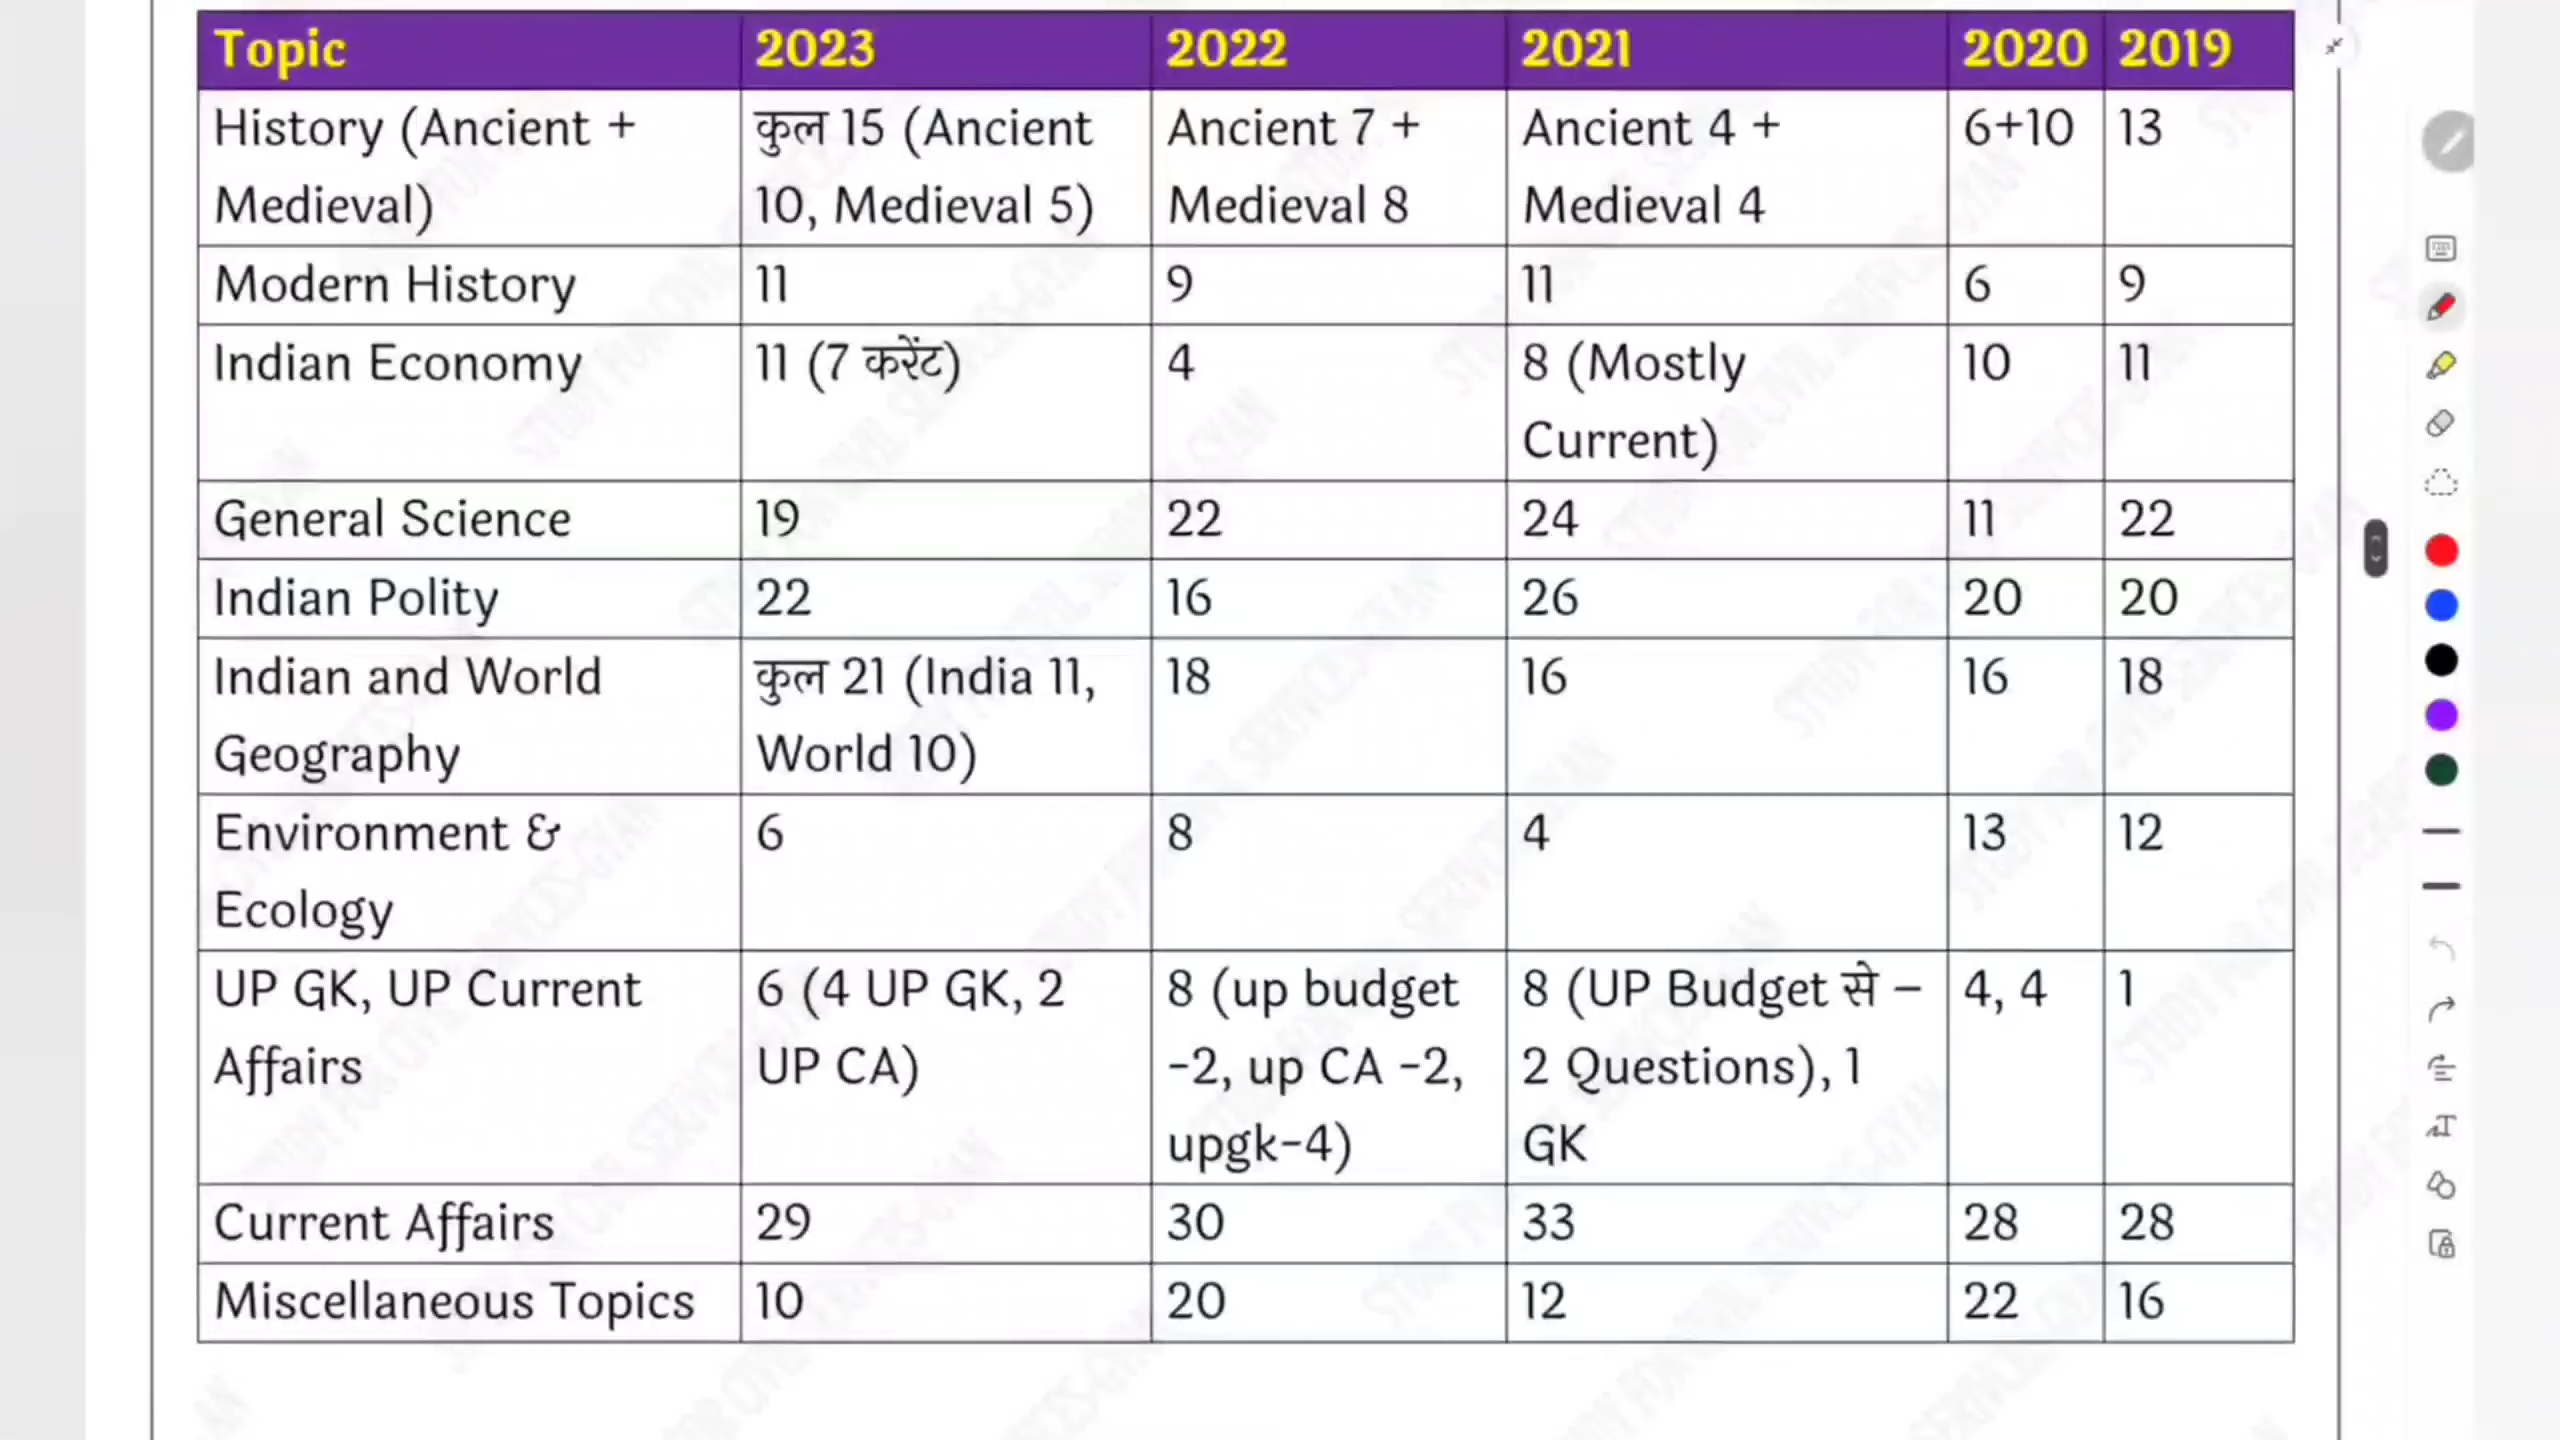 Topic 2023 2022 2021 2020 2019
History (Ancient + कुल 15 (Ancient Ancient 7 + Ancient 4 + 6+10 13
Medieval) 10, Medieval 5) Medieval 8 Medieval 4
Modern History 11 9 11 6 9
Indian Economy 11 (7 करेंट) 4 8 (Mostly 10 11
Current)
General Science 19 22 24 11 22
Indian Polity 22 16 26 20 20
Indian and World कुल 21 (India 11, 18 16 16 18
Geography World 10)
Environment & 6 8 4 13 12
Ecology
UP GK, UP Current 6 (4 UP GK, 2 8 (up budget 8 (UP Budget से – 4, 4 1
Affairs UP CA) -2, up CA -2, 2 Questions), 1
upgk-4) GK
Current Affairs 29 30 33 28 28
Miscellaneous Topics 10 20 12 22 16
STUDY FOR CIVIL SERIVCES-GYAN